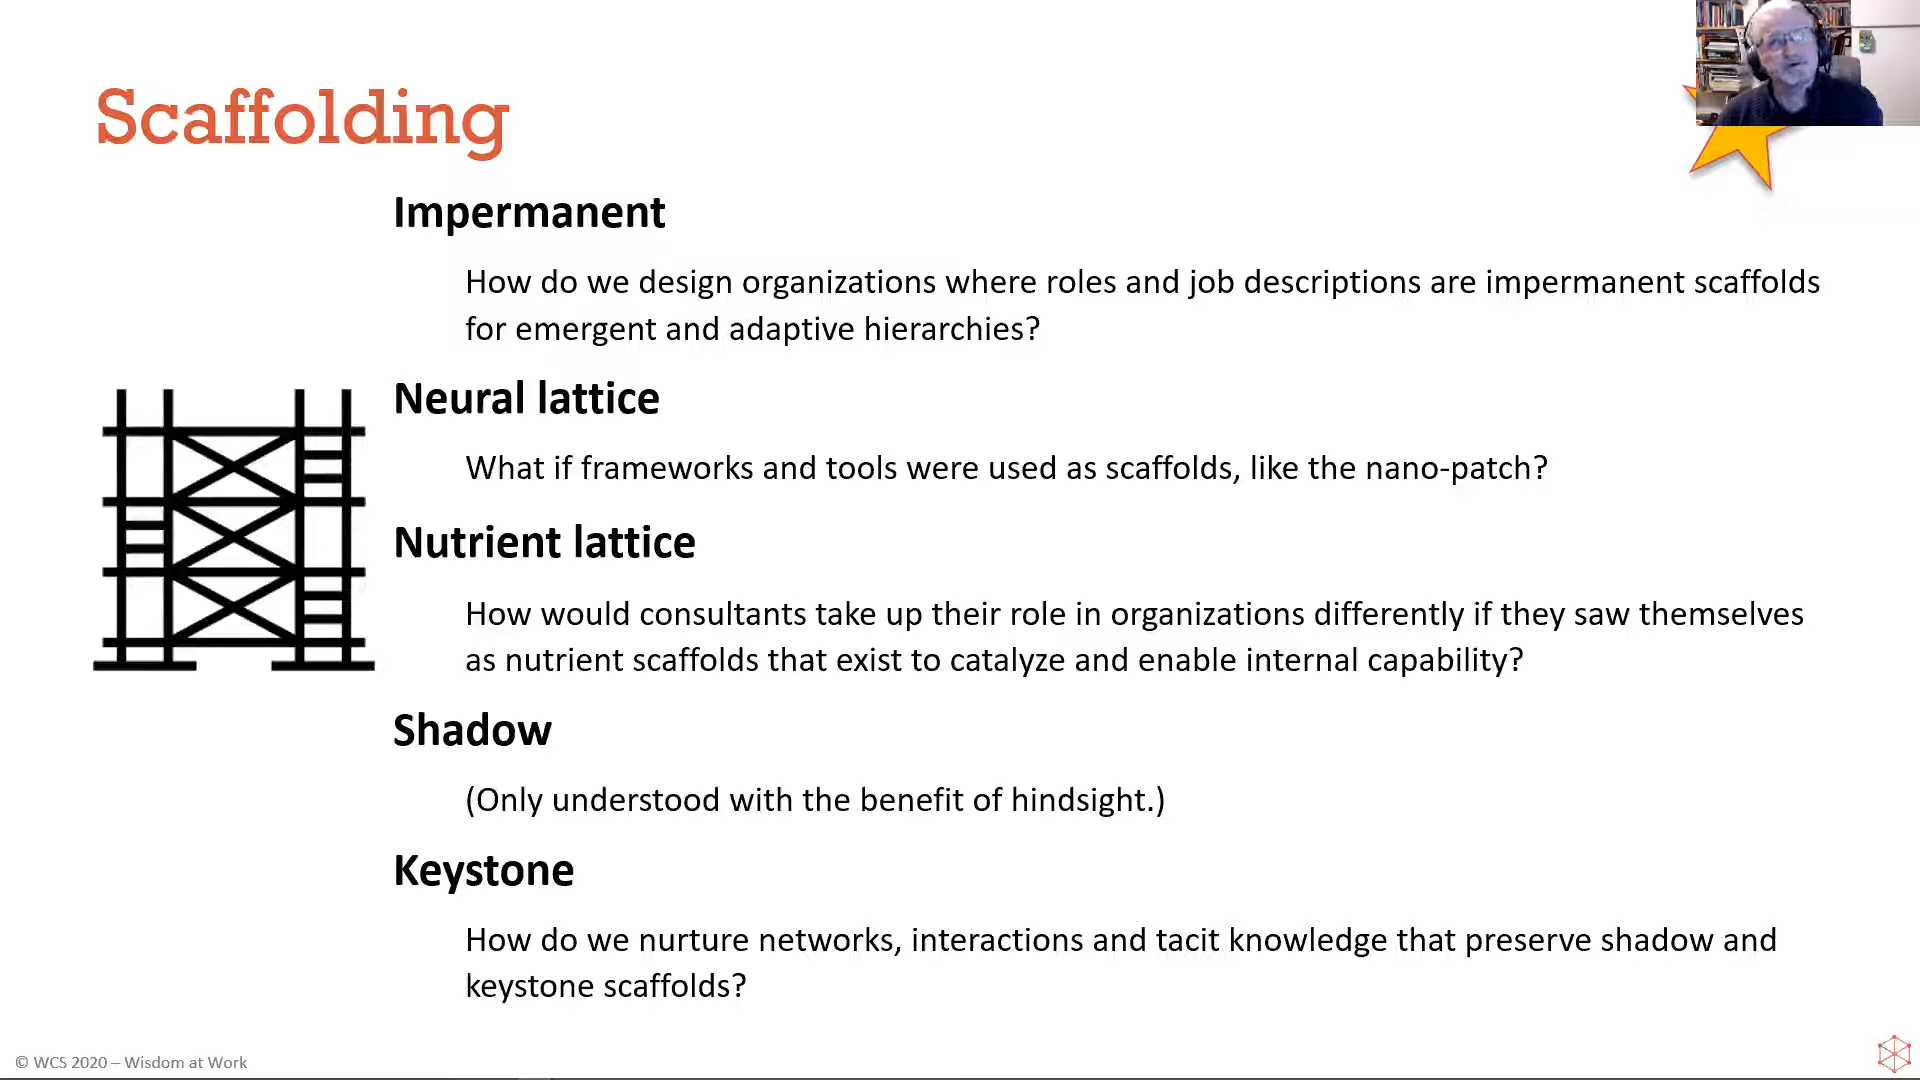 Scaffolding
Impermanent
How do we design organizations where roles and job descriptions are impermanent scaffolds
for emergent and adaptive hierarchies?
Neural lattice
What if frameworks and tools were used as scaffolds, like the nano-patch?
Nutrient lattice
How would consultants take up their role in organizations differently if they saw themselves
as nutrient scaffolds that exist to catalyze and enable internal capability?
Shadow
(Only understood with the benefit of hindsight.)
Keystone
How do we nurture networks, interactions and tacit knowledge that preserve shadow and
keystone scaffolds?
© WCS 2020 – Wisdom at Work